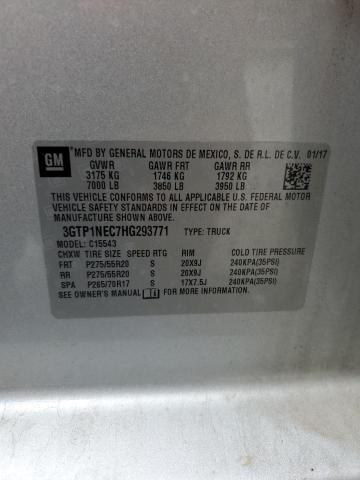 GM MFD BY GENERAL MOTORS DE MEXICO, S. DE R.L. DE C.V. 01/17
GVWR GAWR FRT GAWR RR
3175 KG 1746 KG 1792 KG
7000 LB 3850 LB 3950 LB
THIS VEHICLE CONFORMS TO ALL APPLICABLE U.S. FEDERAL MOTOR
VEHICLE SAFETY STANDARDS IN EFFECT ON THE DATE OF
MANUFACTURE SHOWN ABOVE.
3GTP1NEC7HG293771 TYPE: TRUCK
MODEL: C15543
CHXW TIRE SIZE SPEED RTG RIM COLD TIRE PRESSURE
FRT P275/55R20 S 20X9J 240KPA(35PSI)
RR P275/55R20 S 20X9J 240KPA(35PSI)
SPA P265/70R17 S 17X7.5J 240KPA(35PSI)
SEE OWNER'S MANUAL FOR MORE INFORMATION.